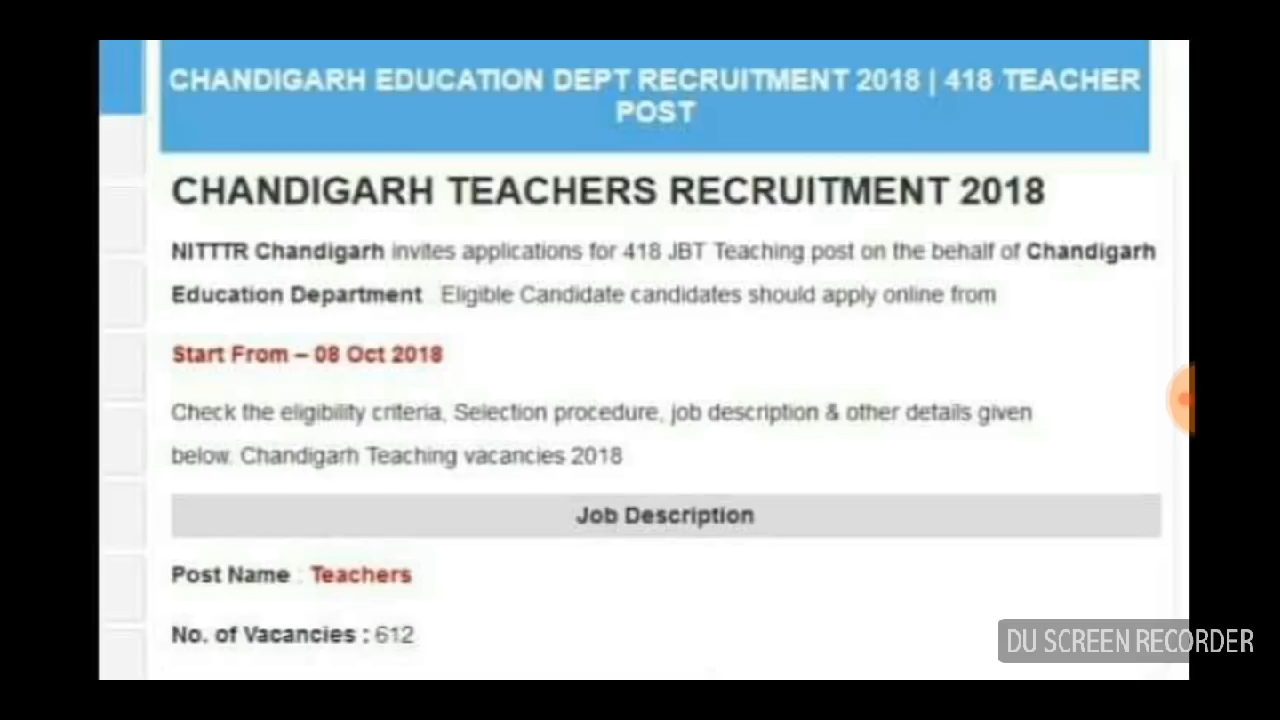 CHANDIGARH EDUCATION DEPT RECRUITMENT 2018 | 418 TEACHER
POST
CHANDIGARH TEACHERS RECRUITMENT 2018
NITTTR Chandigarh invites applications for 418 JBT Teaching post on the behalf of Chandigarh
Education Department . Eligible Candidate candidates should apply online from
Start From – 08 Oct 2018
Check the eligibility criteria, Selection procedure, job description & other details given
below. Chandigarh Teaching vacancies 2018
Job Description
Post Name : Teachers
No. of Vacancies : 612
DU SCREEN RECORDER